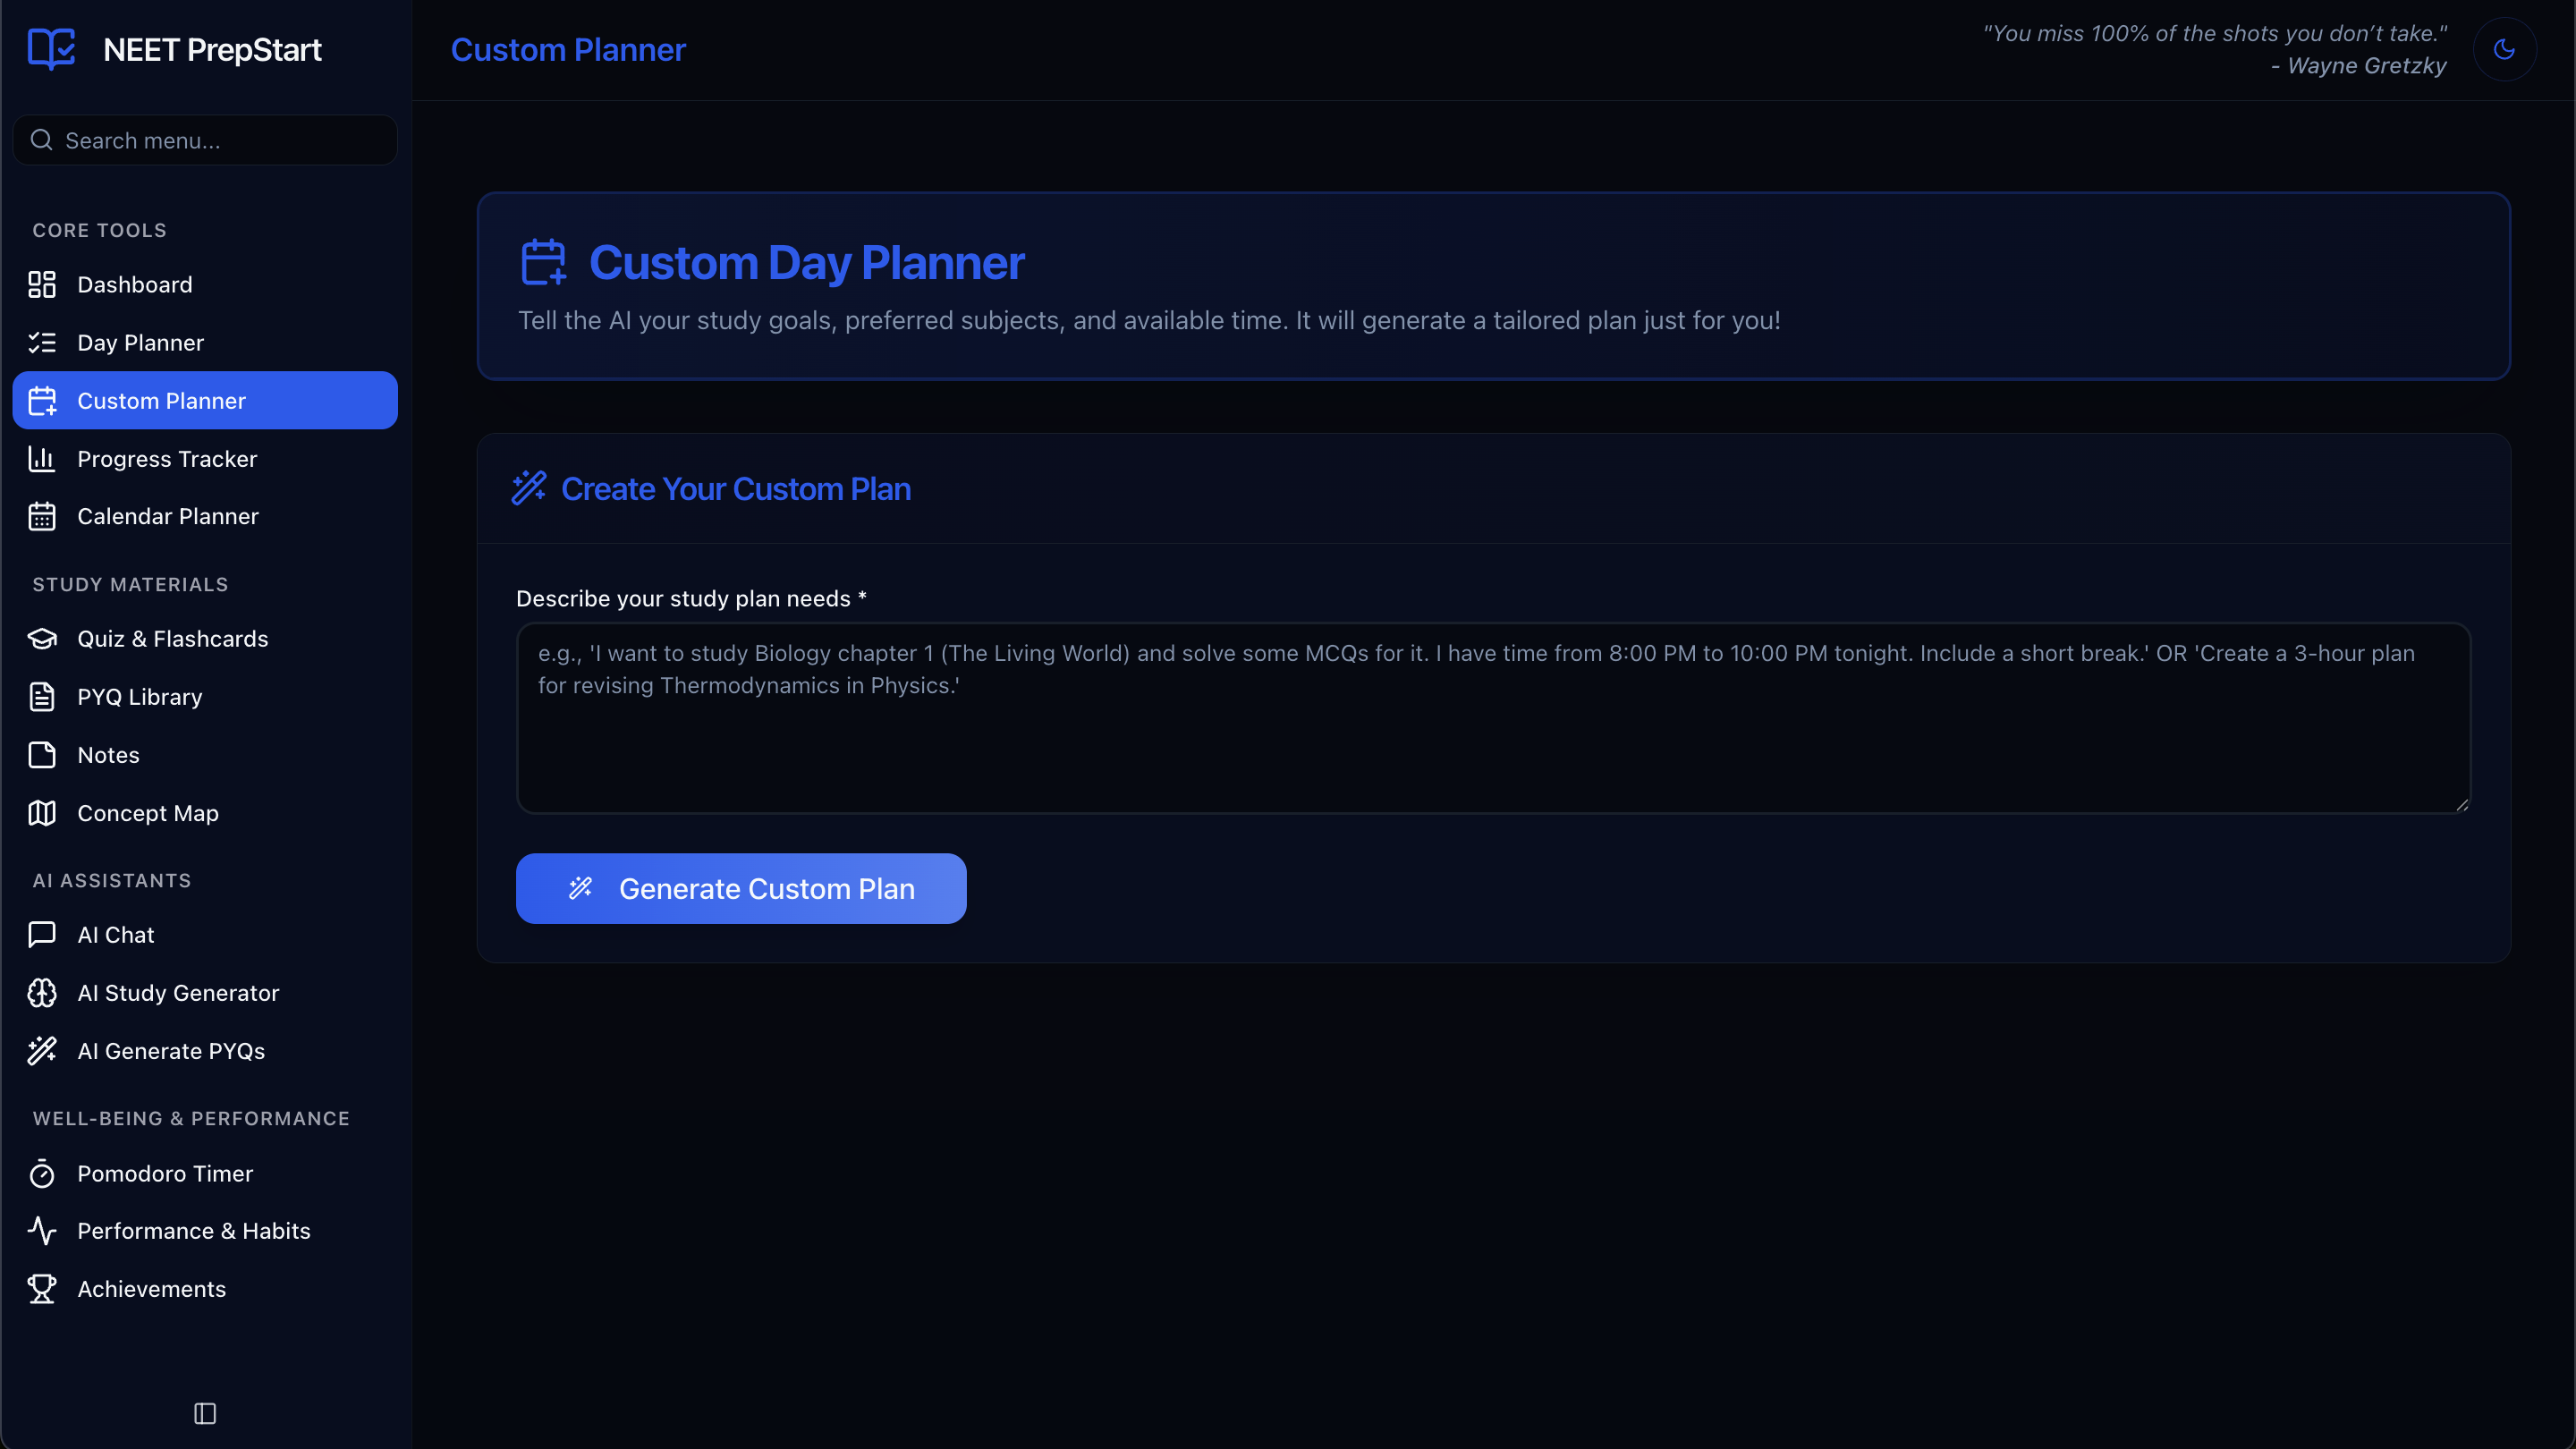 NEET PrepStart
Search menu...
CORE TOOLS
Dashboard
Day Planner
Custom Planner
Progress Tracker
Calendar Planner
STUDY MATERIALS
Quiz & Flashcards
PYQ Library
Notes
Concept Map
AI ASSISTANTS
AI Chat
AI Study Generator
AI Generate PYQs
WELL-BEING & PERFORMANCE
Pomodoro Timer
Performance & Habits
Achievements
Custom Planner
"You miss 100% of the shots you don’t take."
- Wayne Gretzky
Custom Day Planner
Tell the AI your study goals, preferred subjects, and available time. It will generate a tailored plan just for you!
Create Your Custom Plan
Describe your study plan needs *
e.g., 'I want to study Biology chapter 1 (The Living World) and solve some MCQs for it. I have time from 8:00 PM to 10:00 PM tonight. Include a short break.' OR 'Create a 3-hour plan
for revising Thermodynamics in Physics.'
Generate Custom Plan